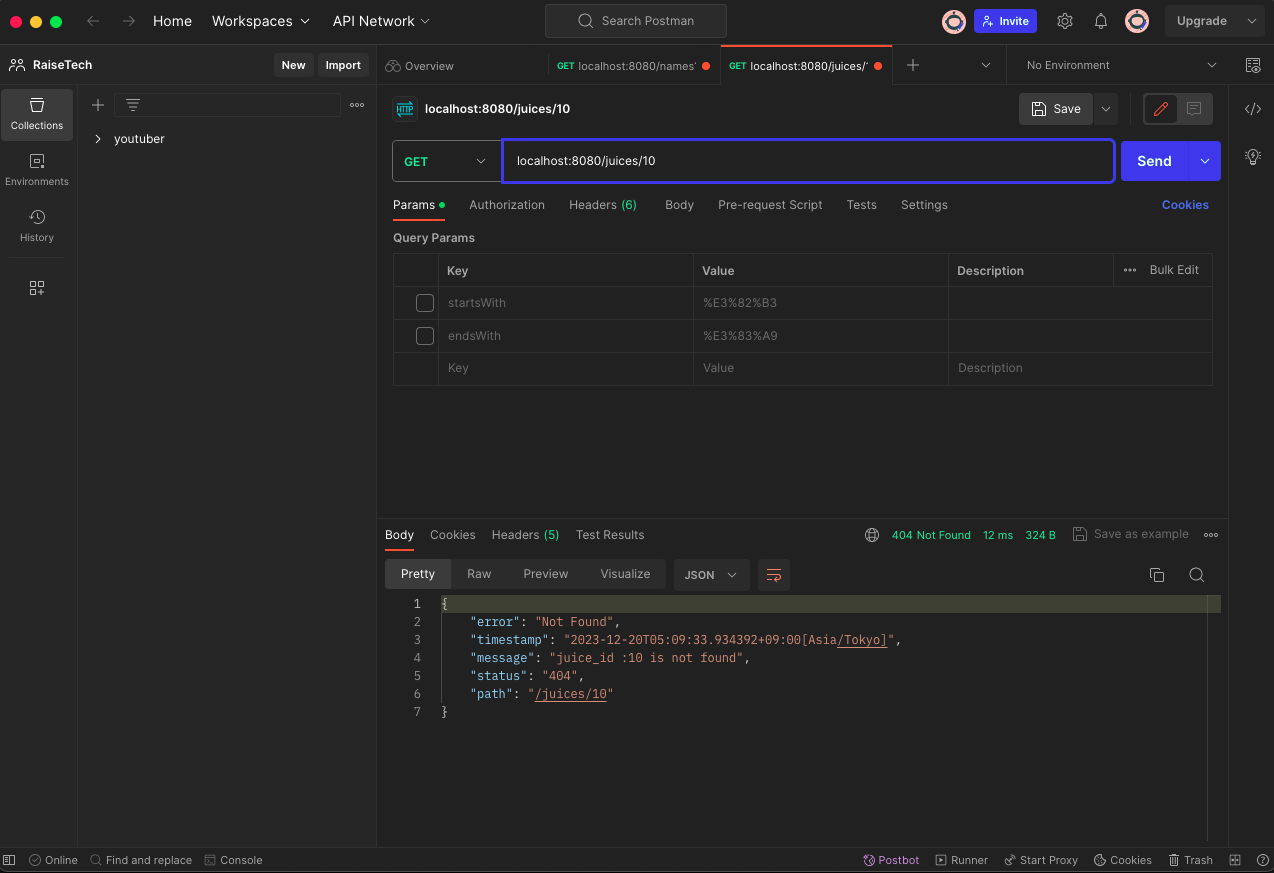 Home Workspaces API Network Search Postman Invite Upgrade
RaiseTech New Import Overview GET localhost:8080/names' GET localhost:8080/juices/' No Environment
Collections
youtuber
Environments
History
HTTP localhost:8080/juices/10 Save
GET localhost:8080/juices/10 Send
Params Authorization Headers (6) Body Pre-request Script Tests Settings Cookies
Query Params
Key Value Description Bulk Edit
startsWith %E3%82%B3
endsWith %E3%83%A9
Key Value Description
Body Cookies Headers (5) Test Results 404 Not Found 12 ms 324 B Save as example
Pretty Raw Preview Visualize JSON
1 {
2 "error": "Not Found",
3 "timestamp": "2023-12-20T05:09:33.934392+09:00[Asia/Tokyo]",
4 "message": "juice_id :10 is not found",
5 "status": "404",
6 "path": "/juices/10"
7 }
Online Find and replace Console Postbot Runner Start Proxy Cookies Trash